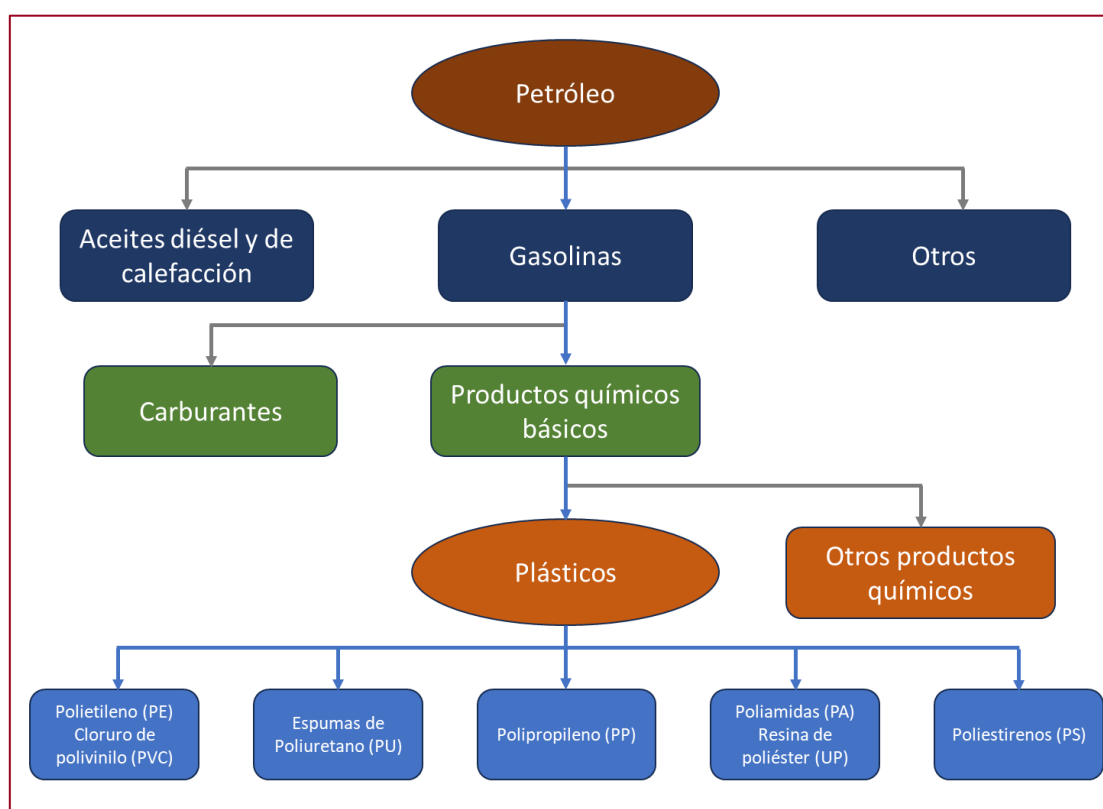 Petróleo
Aceites diésel y de
calefacción
Gasolinas
Otros
Carburantes
Productos químicos
básicos
Plásticos
Otros productos
químicos
Polietileno (PE)
Cloruro de
polivinilo (PVC)
Espumas de
Poliuretano (PU)
Polipropileno (PP)
Poliamidas (PA)
Resina de
poliéster (UP)
Poliestirenos (PS)